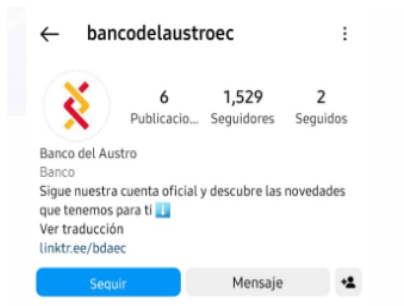 bancodelaustroec
6 1,529 2
Publicacio... Seguidores Seguidos
Banco del Austro
Banco
Sigue nuestra cuenta oficial y descubre las novedades
que tenemos para ti ⬇️
Ver traducción
linktr.ee/bdaec
Seguir Mensaje